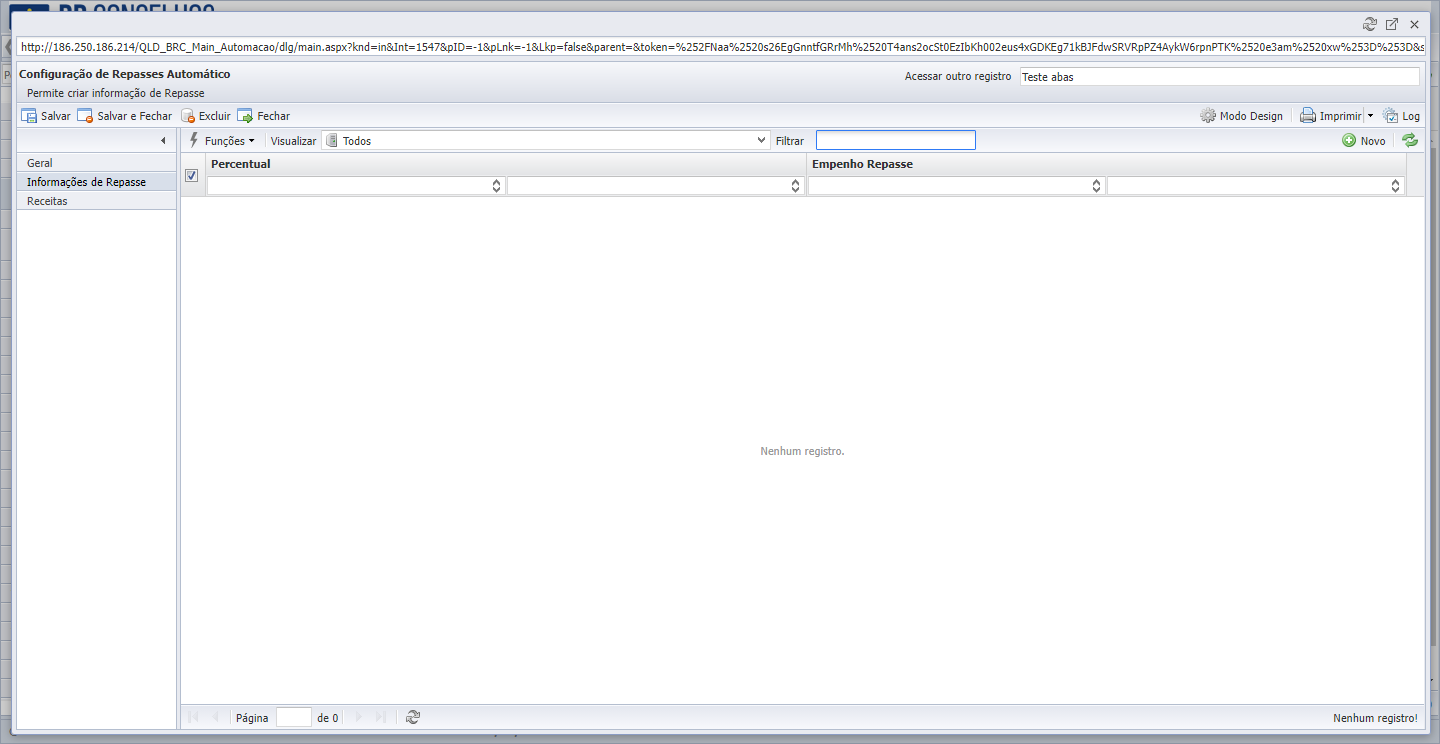 http://186.250.186.214/QLD_BRC_Main_Automacao/dlg/main.aspx?knd=in&Int=1547&pID=-1&pLnk=-1&Lkp=false&parent=&token=%252FNaa%2520s26EgGnntfGRrMh%2520T4ans2ocSt0EzIbKh002eus4xGDKEg71kBJFdwSRVRpPZ4AykW6rpnPTK%2520e3am%2520xw%253D%253D&s
Configuração de Repasses Automático
Acessar outro registro Teste abas
Permite criar informação de Repasse
Salvar Salvar e Fechar Excluir Fechar Modo Design Imprimir Log
Funções Visualizar Todos Filtrar Novo
Geral
Informações de Repasse
Receitas
Percentual Empenho Repasse
Nenhum registro.
Página de 0 Nenhum registro!